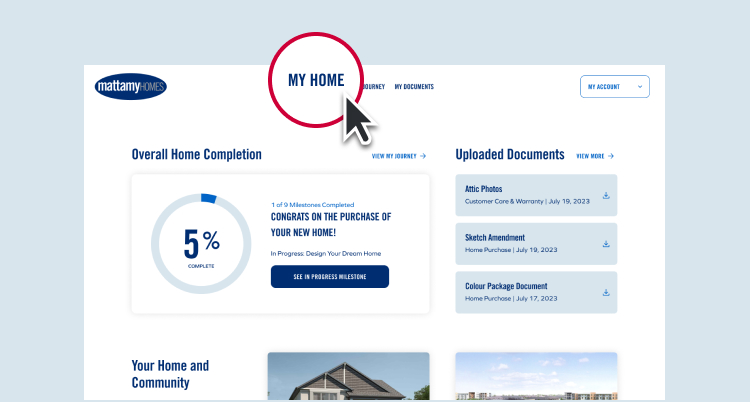 MY HOME
mattamyHOMES
JOURNEY
MY DOCUMENTS
MY ACCOUNT
Overall Home Completion
VIEW MY JOURNEY
5%
COMPLETE
1 of 9 Milestones Completed
CONGRATS ON THE PURCHASE OF
YOUR NEW HOME!
In Progress: Design Your Dream Home
SEE IN PROGRESS MILESTONE
Uploaded Documents
VIEW MORE
Attic Photos
Customer Care & Warranty | July 19, 2023
Sketch Amendment
Home Purchase | July 19, 2023
Colour Package Document
Home Purchase | July 17, 2023
Your Home and
Community